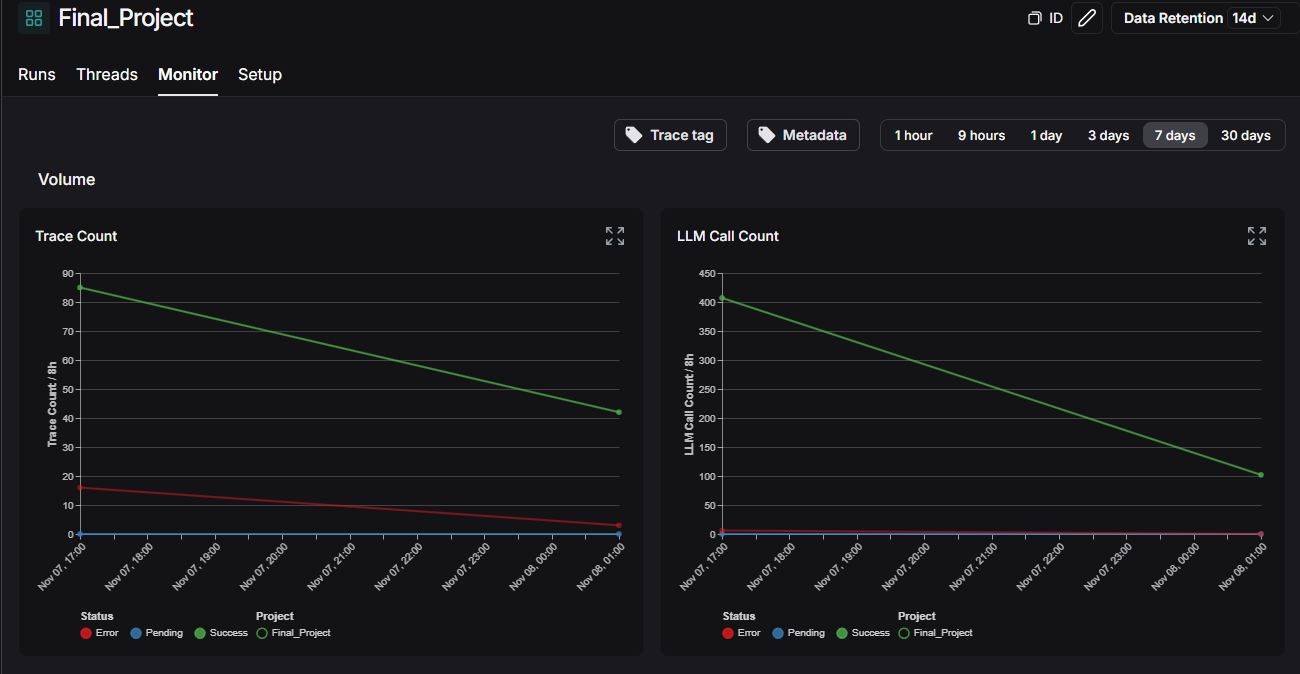 Final_Project
ID
Data Retention 14d
Runs Threads Monitor Setup
Trace tag Metadata 1 hour 9 hours 1 day 3 days 7 days 30 days
Volume
Trace Count
90
80
70
60
50
40
30
20
10
0
Trace Count / 8h
Nov 07, 17:00
Nov 07, 18:00
Nov 07, 19:00
Nov 07, 20:00
Nov 07, 21:00
Nov 07, 22:00
Nov 07, 23:00
Nov 08, 00:00
Nov 08, 01:00
Status Project
Error Pending Success Final_Project
LLM Call Count
450
400
350
300
250
200
150
100
50
0
LLM Call Count / 8h
Nov 07, 17:00
Nov 07, 18:00
Nov 07, 19:00
Nov 07, 20:00
Nov 07, 21:00
Nov 07, 22:00
Nov 07, 23:00
Nov 08, 00:00
Nov 08, 01:00
Status Project
Error Pending Success Final_Project